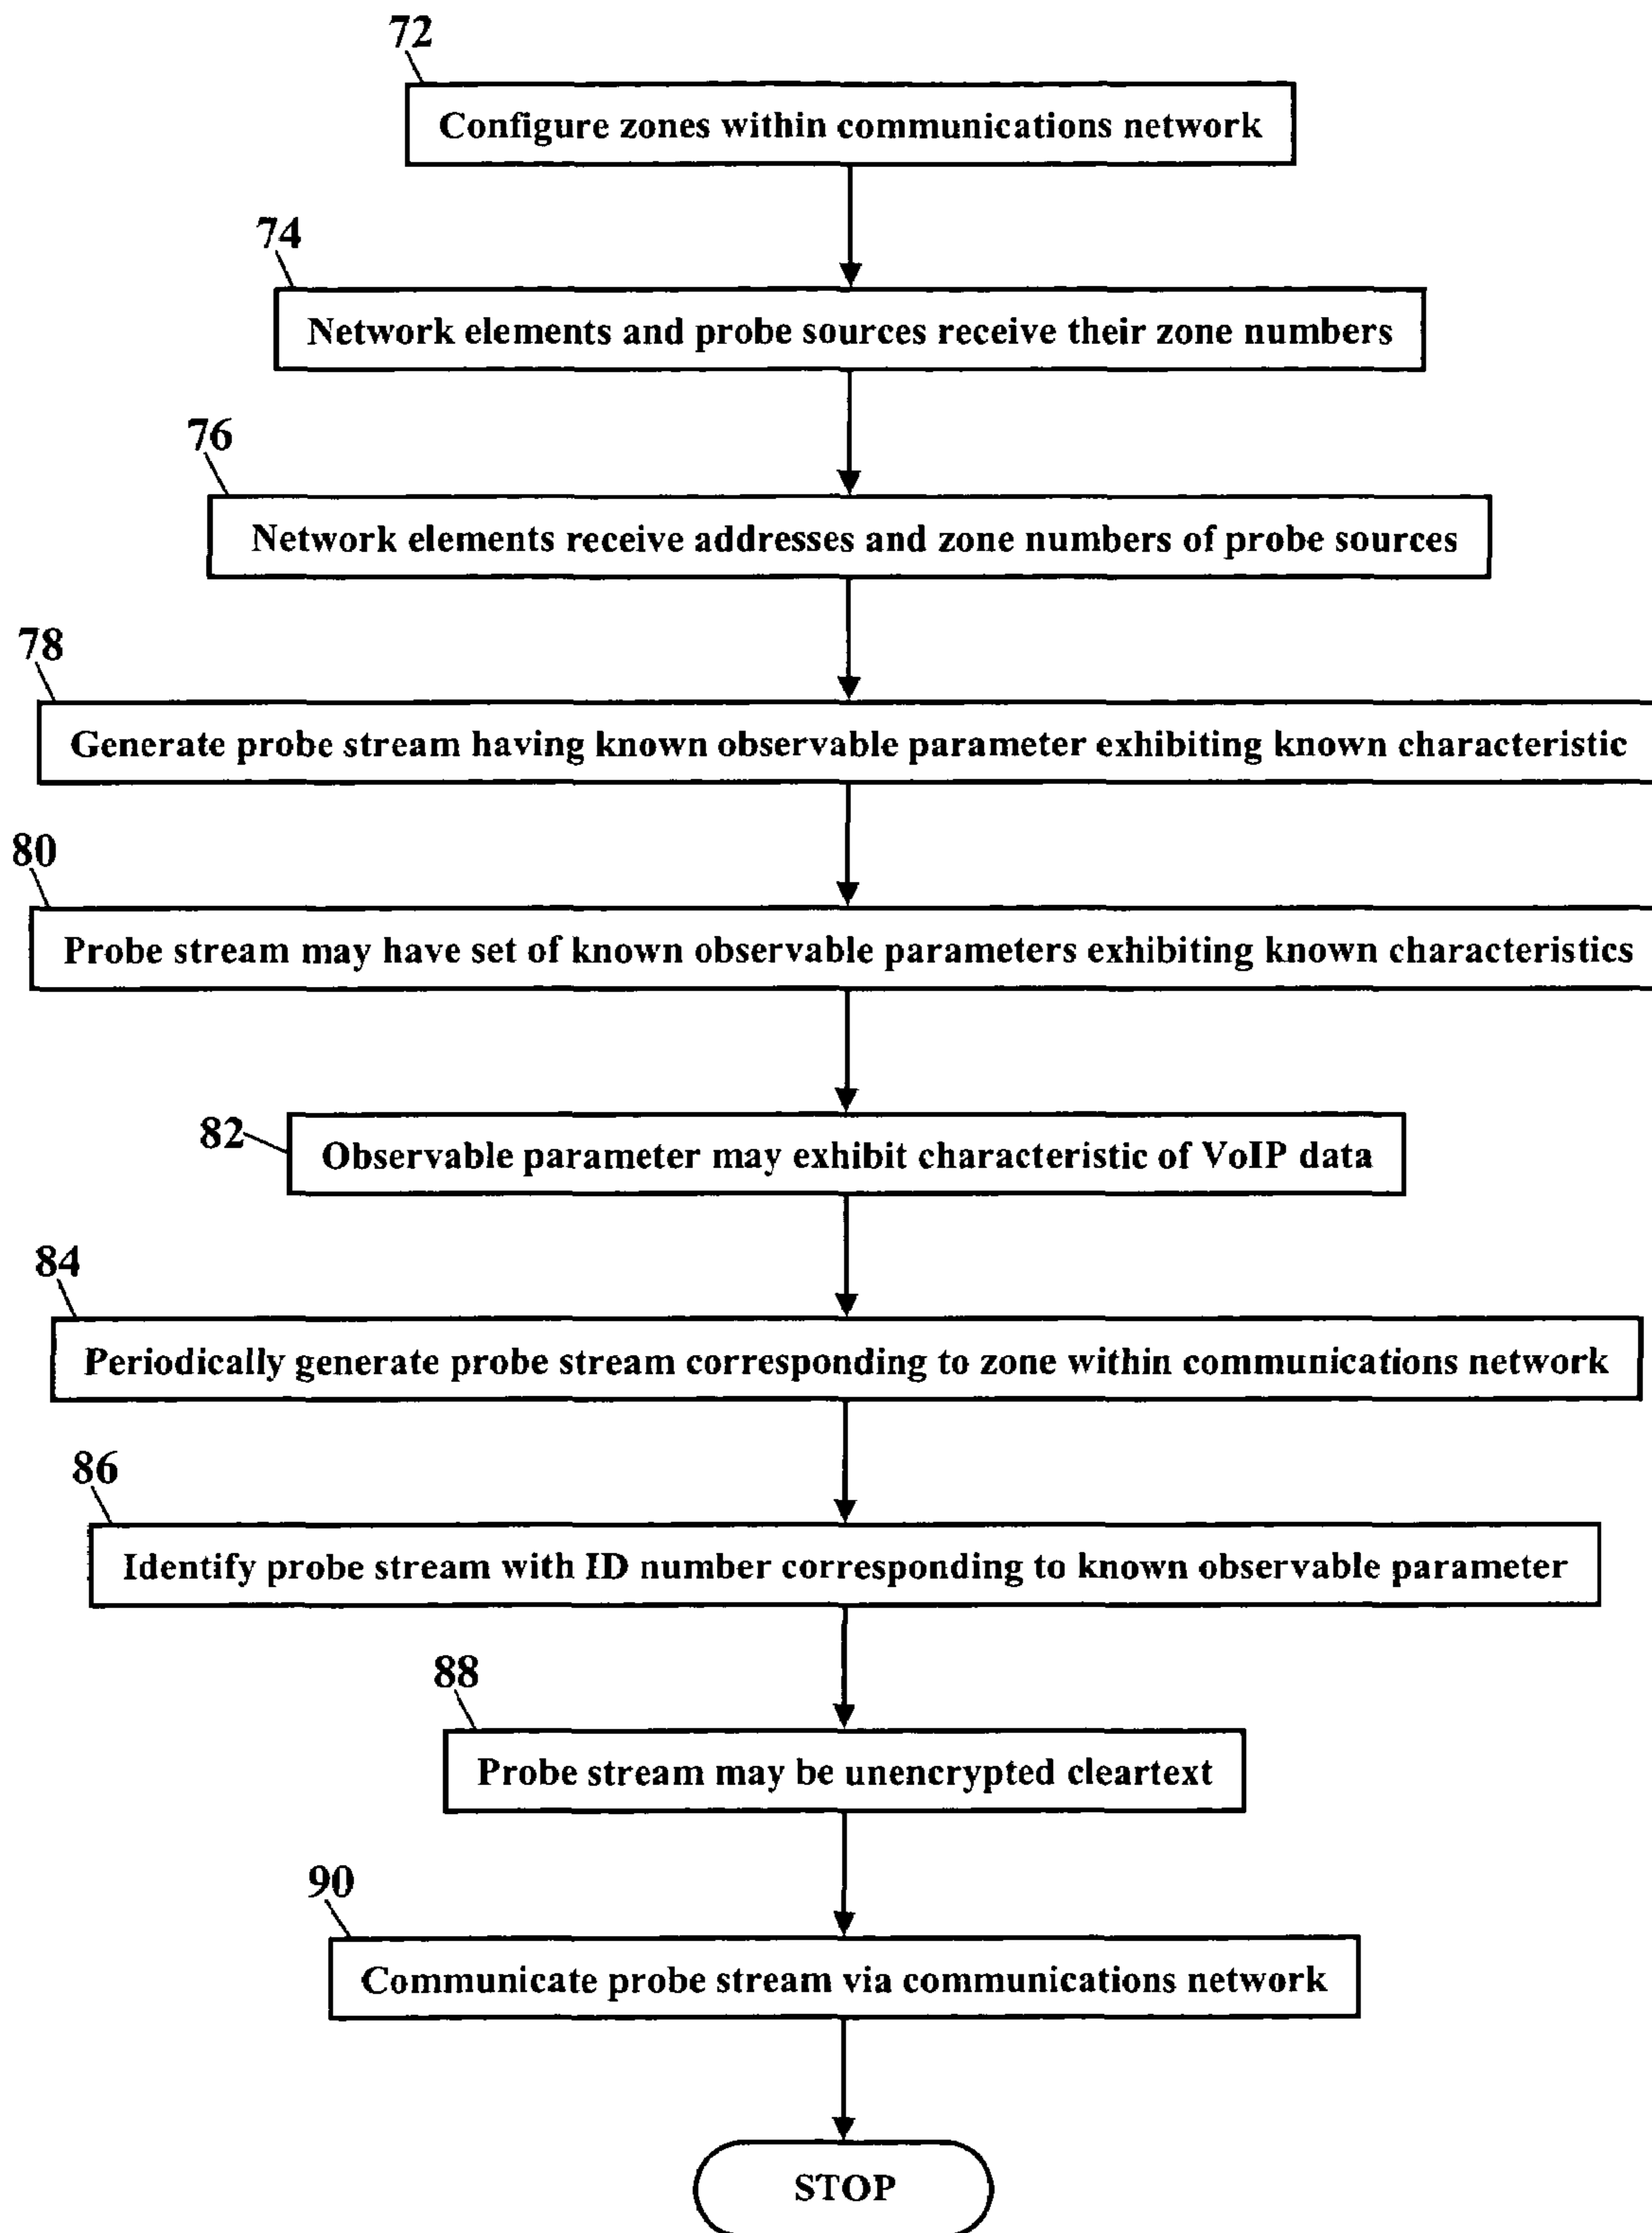 72
Configure zones within communications network
74
Network elements and probe sources receive their zone numbers
76
Network elements receive addresses and zone numbers of probe sources
78
Generate probe stream having known observable parameter exhibiting known characteristic
80
Probe stream may have set of known observable parameters exhibiting known characteristics
82
Observable parameter may exhibit characteristic of VoIP data
84
Periodically generate probe stream corresponding to zone within communications network
86
Identify probe stream with ID number corresponding to known observable parameter
88
Probe stream may be unencrypted cleartext
90
Communicate probe stream via communications network
STOP